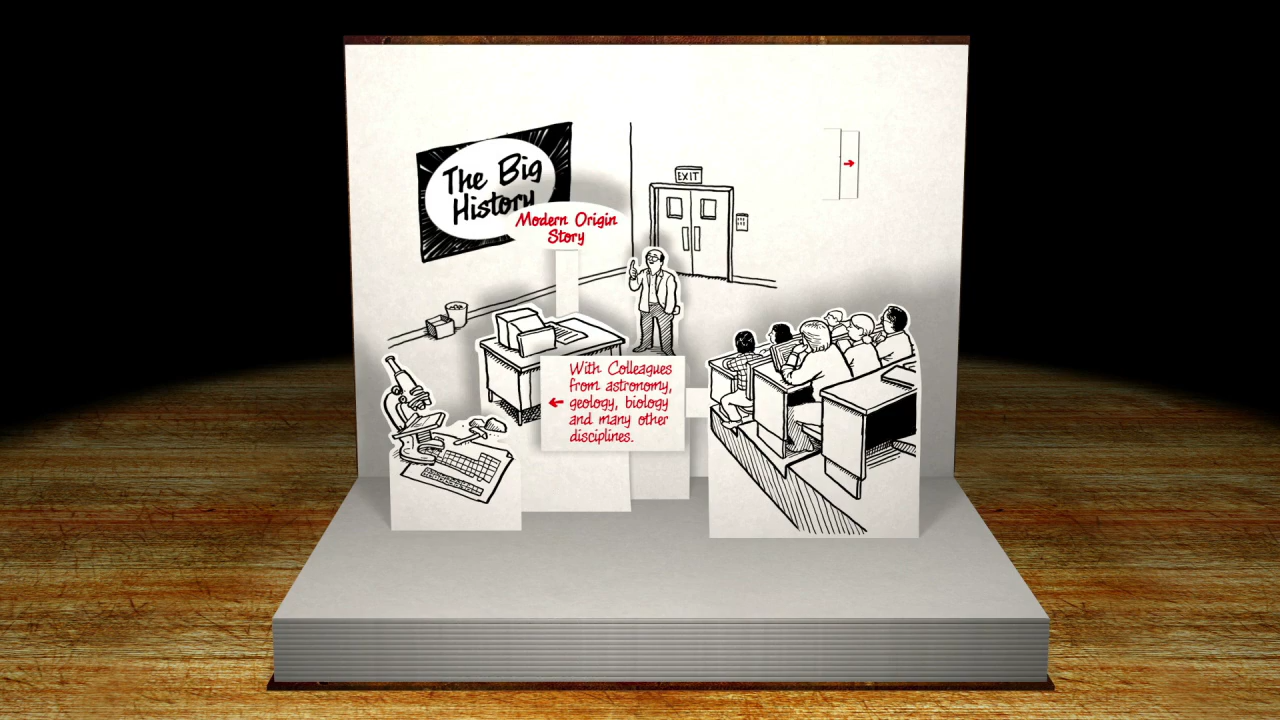 The Big
History
EXIT
Modern Origin
Story
With Colleagues
from astronomy,
geology, biology
and many other
disciplines.